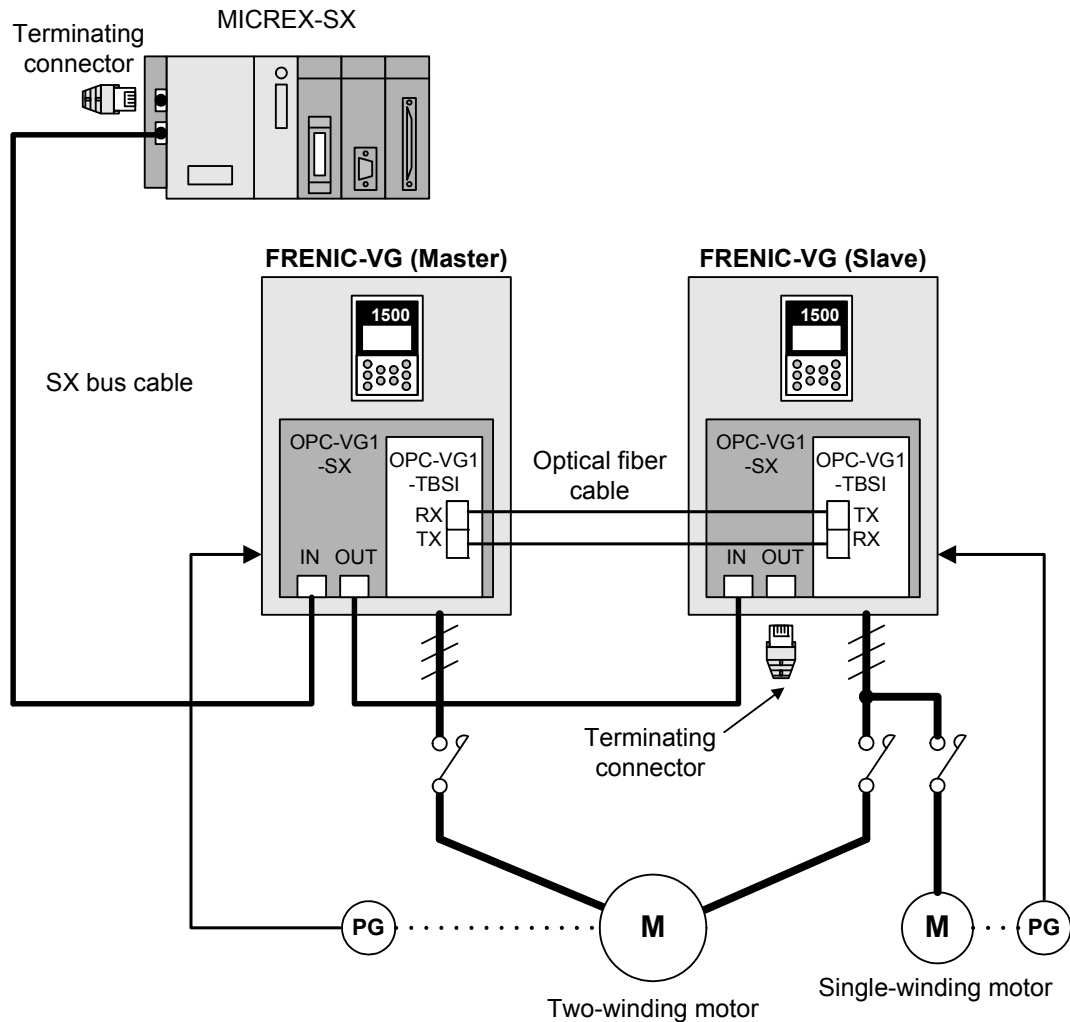 MICREX-SX
Terminating
connector
FRENIC-VG (Master)
FRENIC-VG (Slave)
1500
1500
SX bus cable
OPC-VG1
-SX
OPC-VG1
-TBSI
RX
TX
IN OUT
Optical fiber
cable
OPC-VG1
-SX
OPC-VG1
-TBSI
TX
RX
IN OUT
Terminating
connector
PG
M
M
PG
Two-winding motor
Single-winding motor